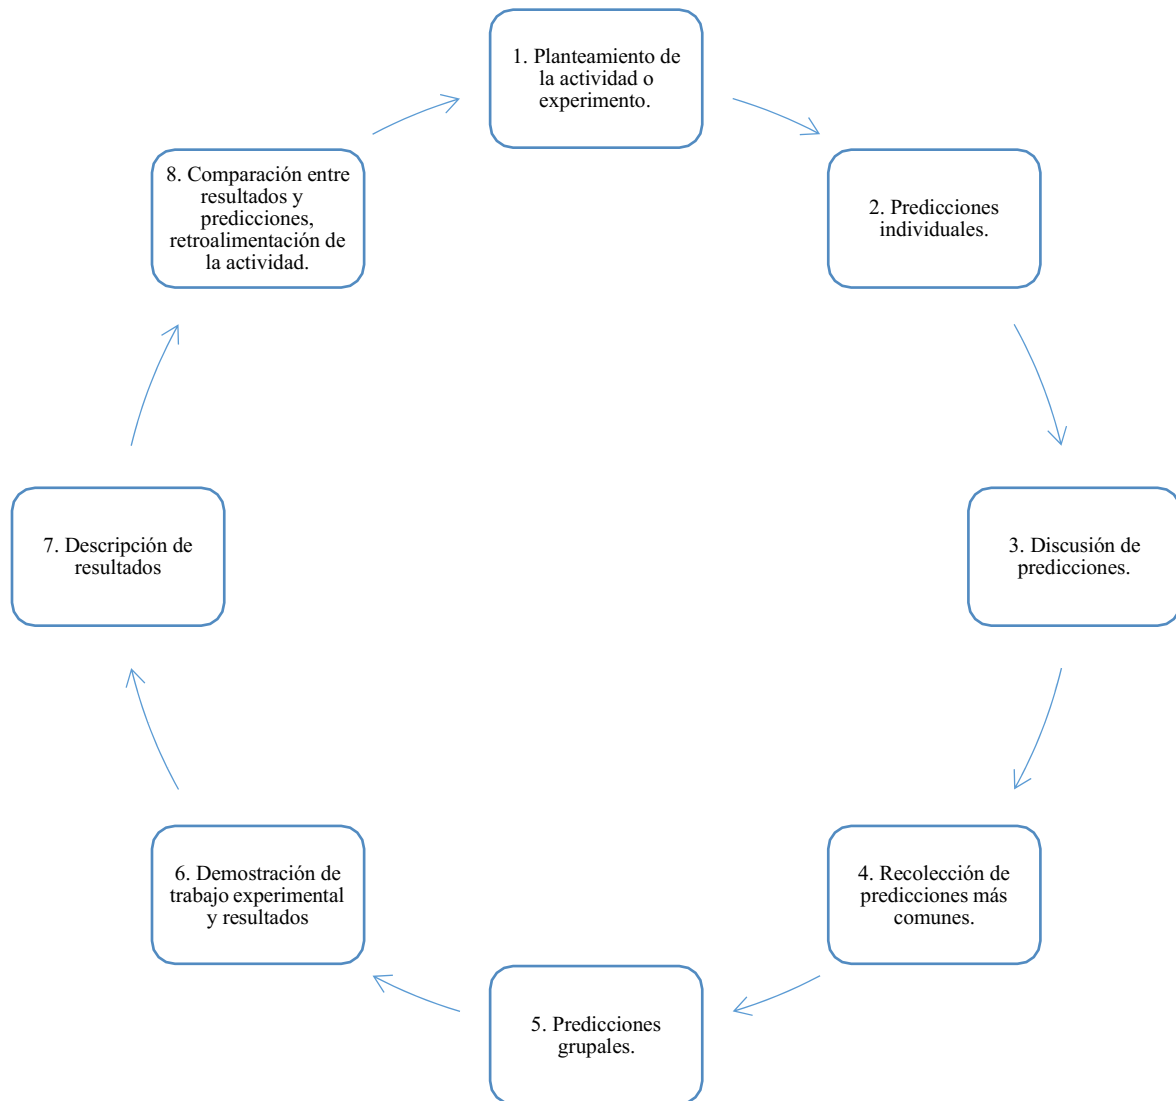 1. Planteamiento de
la actividad o
experimento.
2. Predicciones
individuales.
3. Discusión de
predicciones.
4. Recolección de
predicciones más
comunes.
5. Predicciones
grupales.
6. Demostración de
trabajo experimental
y resultados
7. Descripción de
resultados
8. Comparación entre
resultados y
predicciones,
retroalimentación de
la actividad.